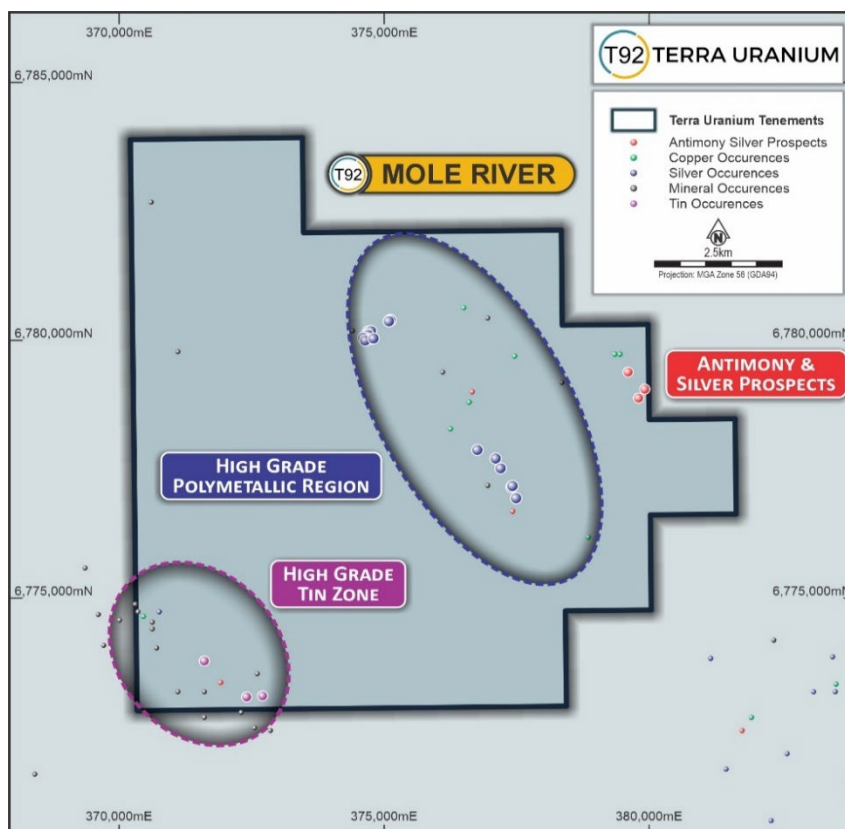 370,000mE
375,000mE
6,785,000mN
T92 TERRA URANIUM
Terra Uranium Tenements
Antimony Silver Prospects
Copper Occurences
Silver Occurences
Mineral Occurences
Tin Occurences
N
2.5km
Projection: MGA Zone 56 (GDA94)
T92 MOLE RIVER
6,780,000mN
6,780,000mN
ANTIMONY &
SILVER PROSPECTS
HIGH GRADE
POLYMETALLIC REGION
HIGH GRADE
TIN ZONE
6,775,000mN
6,775,000mN
370,000mE
375,000mE
380,000mE